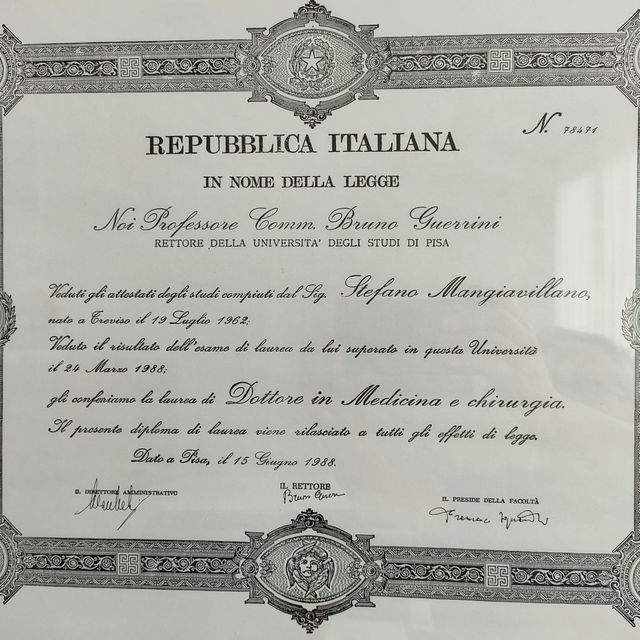 N. 78471
REPUBBLICA ITALIANA
IN NOME DELLA LEGGE
Noi Professore Comm. Bruno Guerrini
RETTORE DELLA UNIVERSITA' DEGLI STUDI DI PISA
Veduti gli attestati degli studi compiuti dal Sig. Stefano Mangiavillano,
nato a Treviso il 19 Luglio 1962;
Veduto il risultato dell'esame di laurea da lui superato in questa Università
il 24 Marzo 1988;
gli conferiamo la laurea di Dottore in Medicina e chirurgia.
Il presente diploma di laurea viene rilasciato a tutti gli effetti di legge.
Dato a Pisa, il 15 Giugno 1988.
IL DIRETTORE AMMINISTRATIVO
IL RETTORE
IL PRESIDE DELLA FACOLTÀ